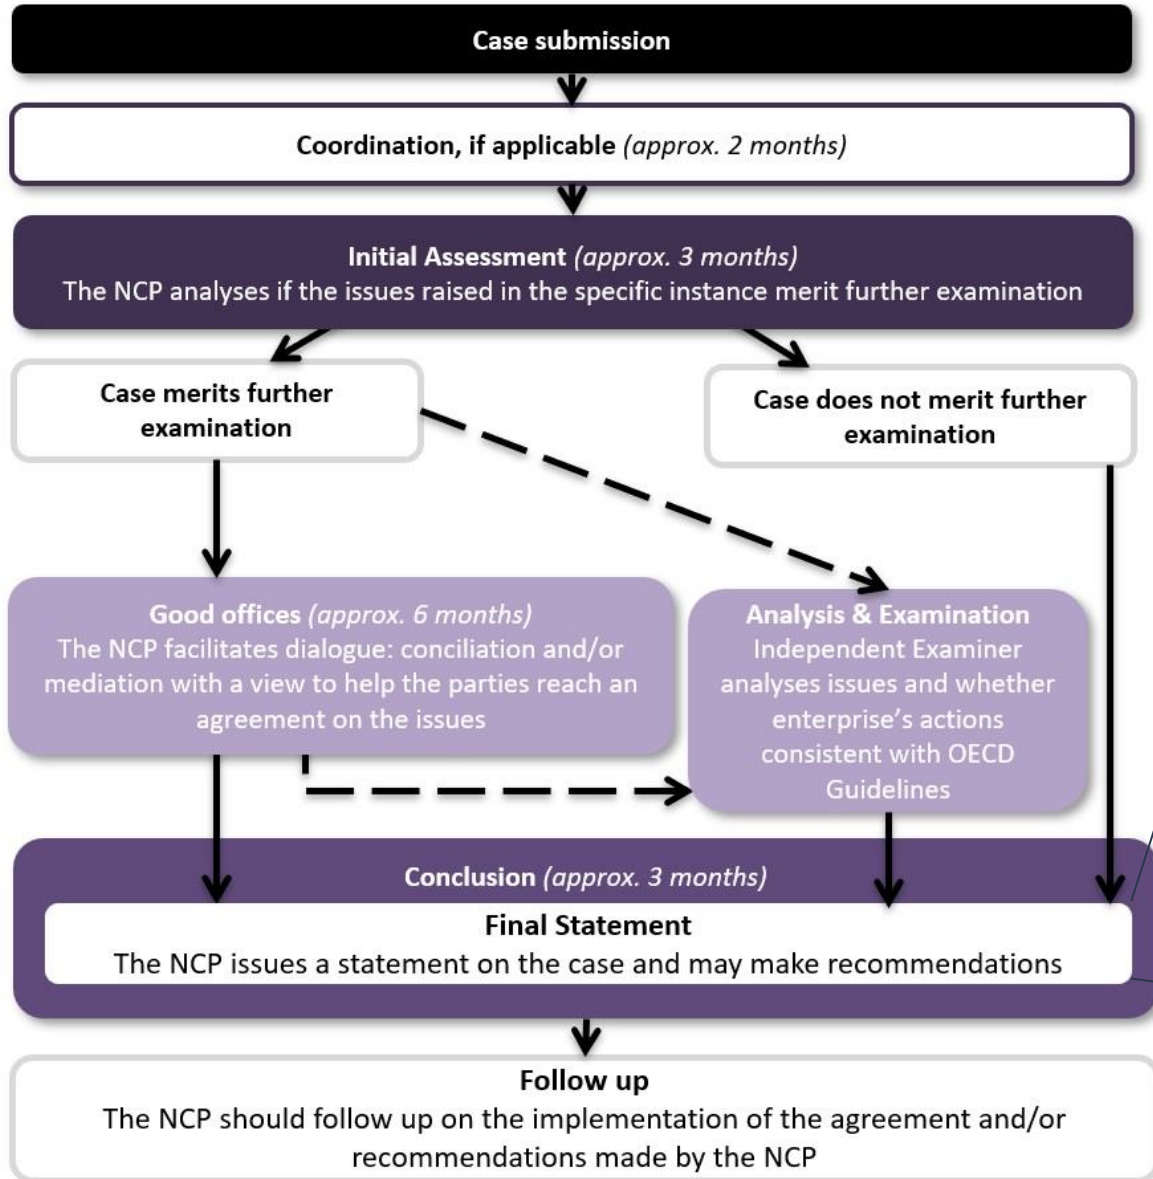 Case submission
Coordination, if applicable (approx. 2 months)
Initial Assessment (approx. 3 months)
The NCP analyses if the issues raised in the specific instance merit further examination
Case merits further
examination
Case does not merit further
examination
Good offices (approx. 6 months)
The NCP facilitates dialogue: conciliation and/or
mediation with a view to help the parties reach an
agreement on the issues
Analysis & Examination
Independent Examiner
analyses issues and whether
enterprise’s actions
consistent with OECD
Guidelines
Conclusion (approx. 3 months)
Final Statement
The NCP issues a statement on the case and may make recommendations
Follow up
The NCP should follow up on the implementation of the agreement and/or
recommendations made by the NCP